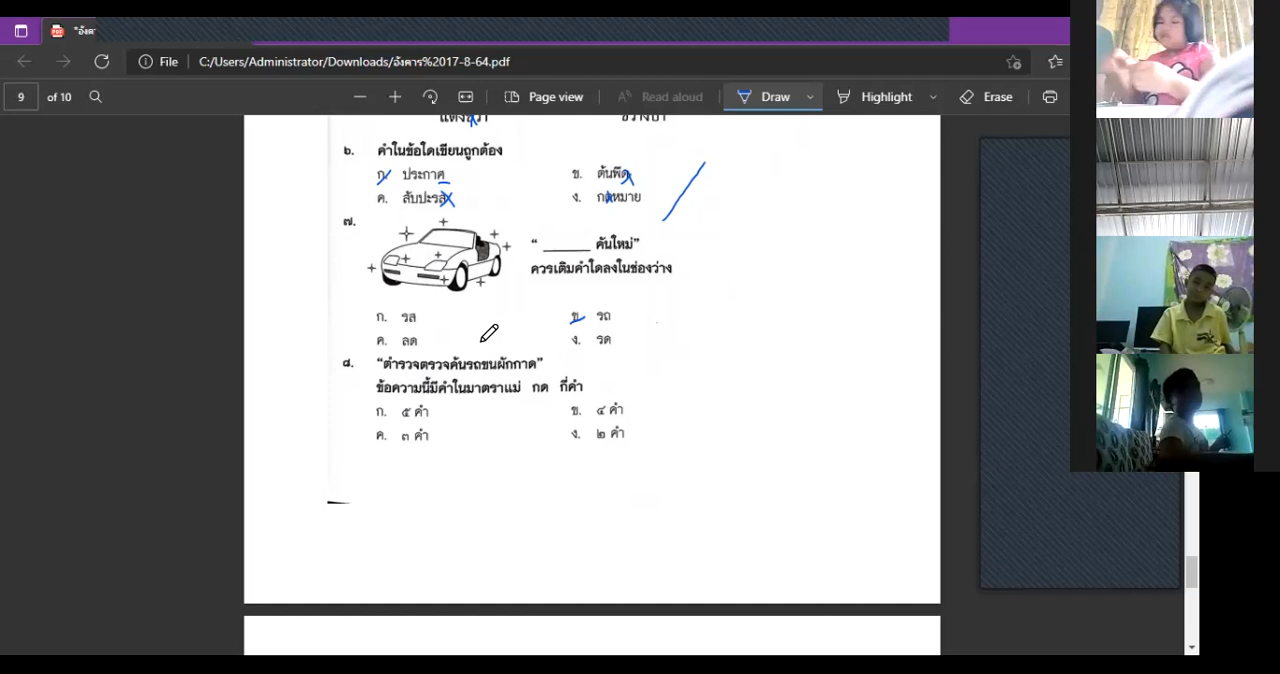 *อังคา
File C:/Users/Administrator/Downloads/อังคาร%2017-8-64.pdf
9 of 10 Page view Read aloud Draw Highlight Erase
๖. คำในข้อใดเขียนถูกต้อง
ก. ประกาศ ข. ต้นพืด
ค. สับปะรส ง. กดหมาย
๗.
“ ______ คันใหม่”
ควรเติมคำใดลงในช่องว่าง
ก. รส ข. รถ
ค. ลด ง. รด
๘. “ตำรวจตรวจค้นรถขนผักกาด”
ข้อความนี้มีคำในมาตราแม่ กด กี่คำ
ก. ๕ คำ ข. ๔ คำ
ค. ๓ คำ ง. ๒ คำ